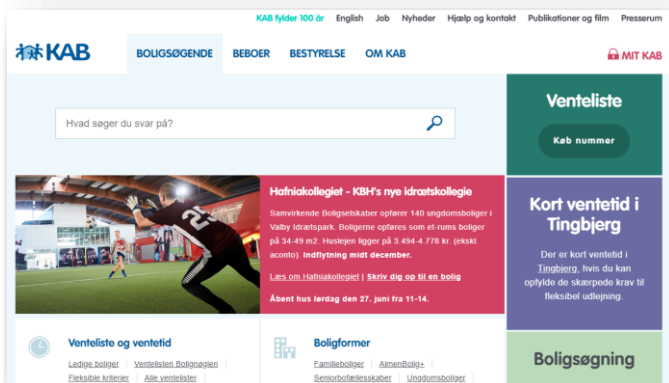 KAB fylder 100 år English Job Nyheder Hjælp og kontakt Publikationer og film Presserum
KAB
BOLIGSØGENDE BEBOER BESTYRELSE OM KAB
MIT KAB
Hvad søger du svar på?
Venteliste
Køb nummer
Hafniakollegiet - KBH's nye idrætskollegie
Samvirkende Boligselskaber opfører 140 ungdomsboliger i
Valby Idrætspark. Boligerne opføres som et-rums boliger
på 34-49 m2. Huslejen ligger på 3.494-4.778 kr. (ekskl.
aconto). Indflytning midt december.
Læs om Hafniakollegiet | Skriv dig op til en bolig
Åbent hus lørdag den 27. juni fra 11-14.
Kort ventetid i
Tingbjerg
Der er kort ventetid i
Tingbjerg, hvis du kan
opfylde de skærpede krav til
fleksibel udlejning.
Venteliste og ventetid
Ledige boliger | Ventelisten Bolignøglen |
Fleksible kriterier | Alle ventelister |
Boligformer
Familieboliger | AlmenBolig+ |
Seniorbofællesskaber | Ungdomsboliger |
Boligsøgning